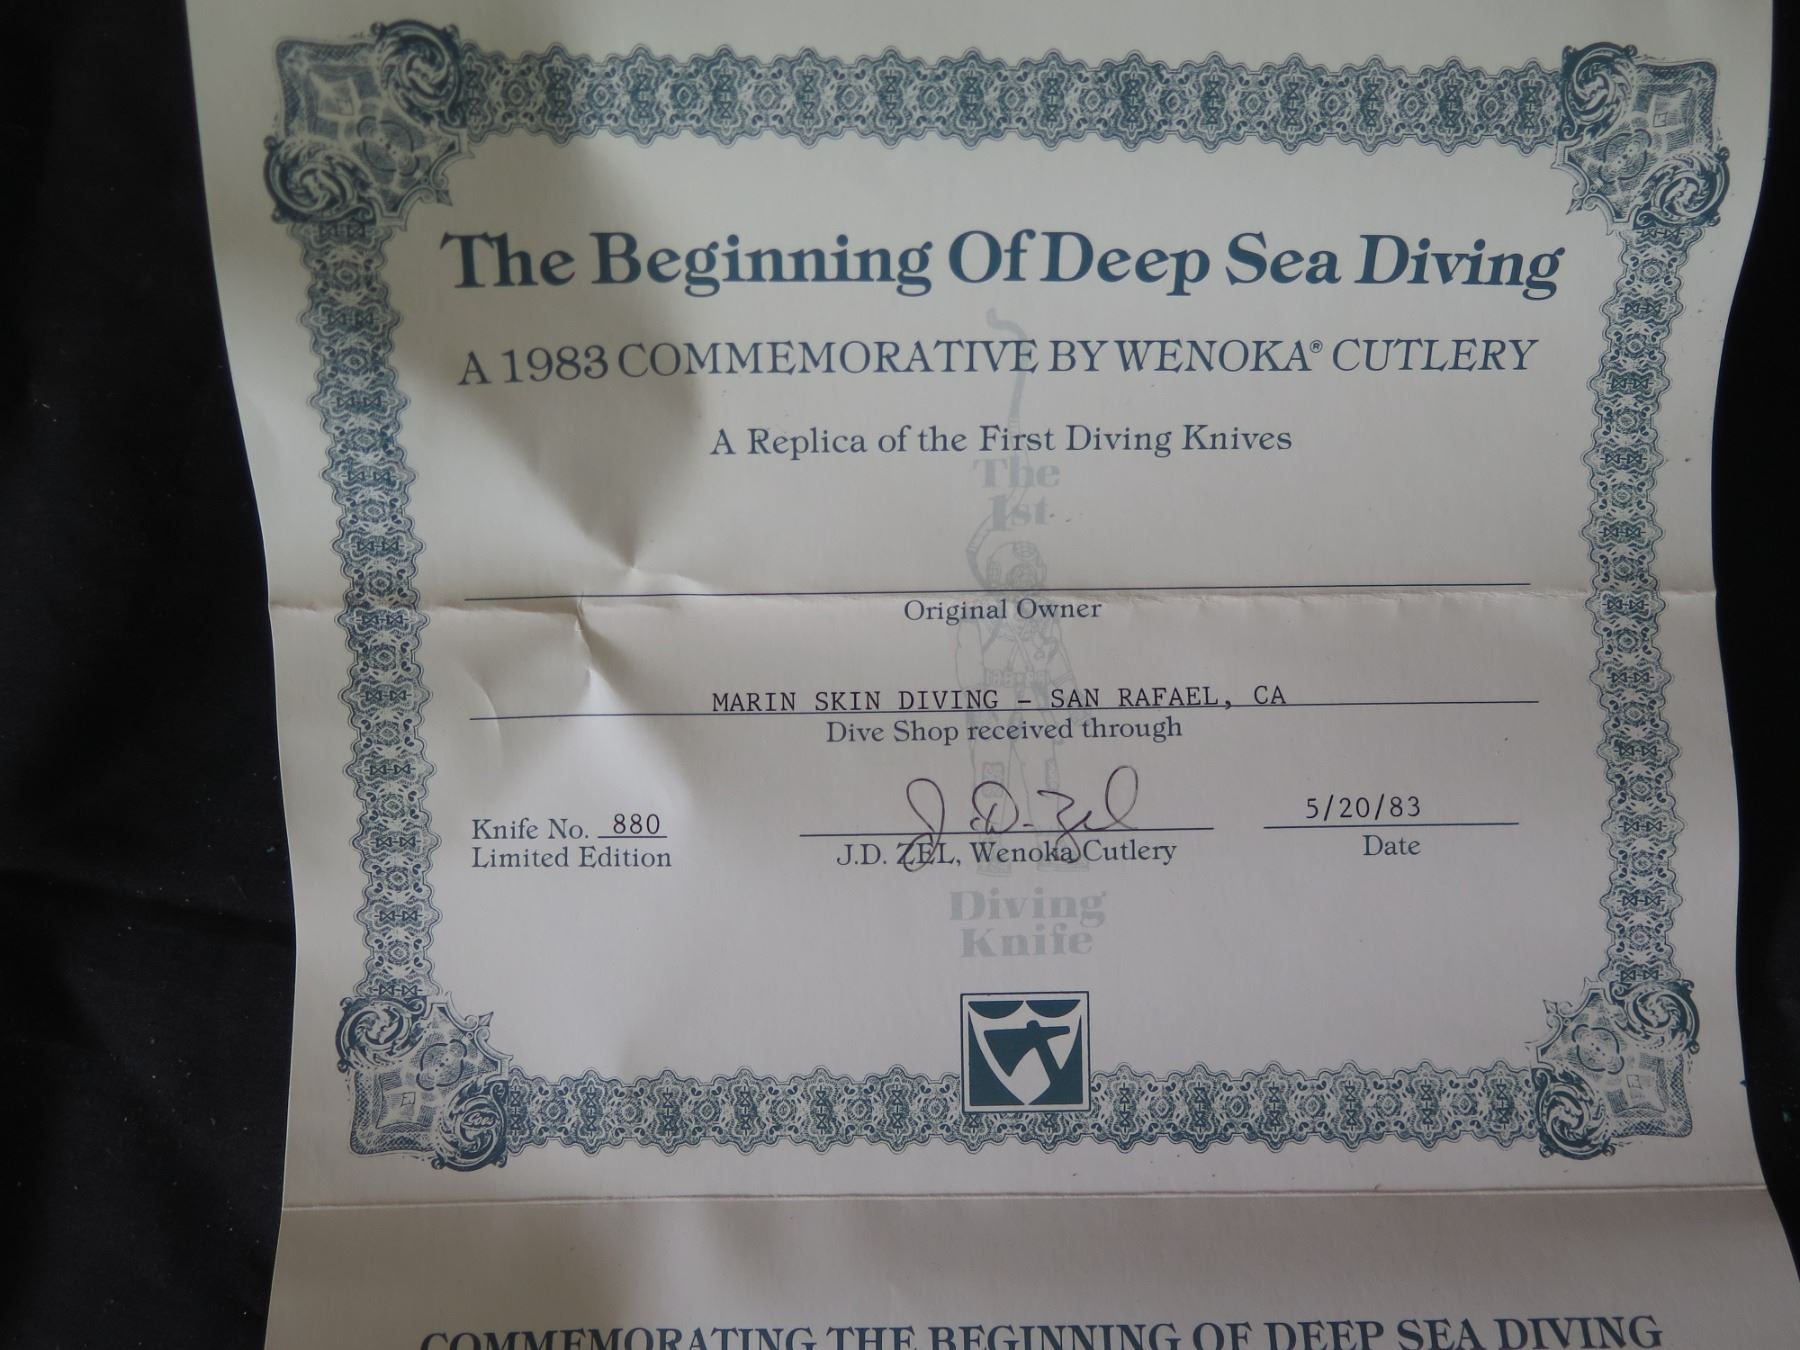 The Beginning Of Deep Sea Diving
A 1983 COMMEMORATIVE BY WENOKA® CUTLERY
A Replica of the First Diving Knives
The
1st
Original Owner
MARIN SKIN DIVING - SAN RAFAEL, CA
Dive Shop received through
J. D. Zel
5/20/83
Knife No. 880
Limited Edition
J.D. ZEL, Wenoka Cutlery
Date
Diving
Knife
COMMEMORATING THE BEGINNING OF DEEP SEA DIVING